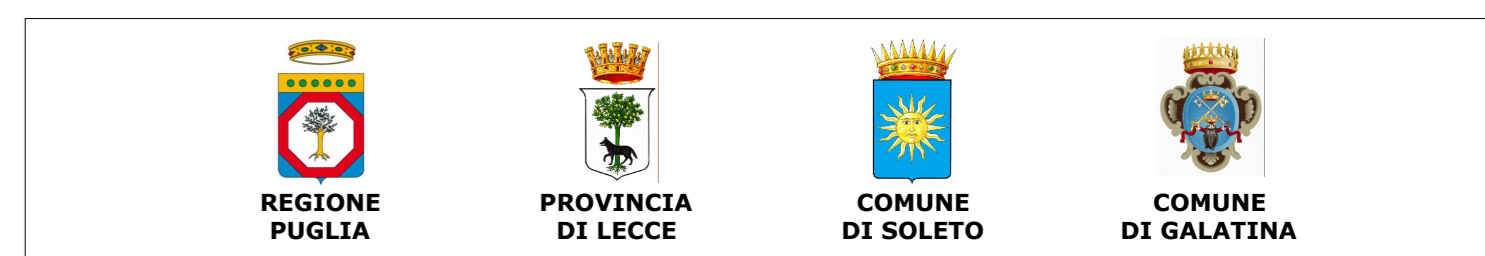 REGIONE
PUGLIA
PROVINCIA
DI LECCE
COMUNE
DI SOLETO
COMUNE
DI GALATINA